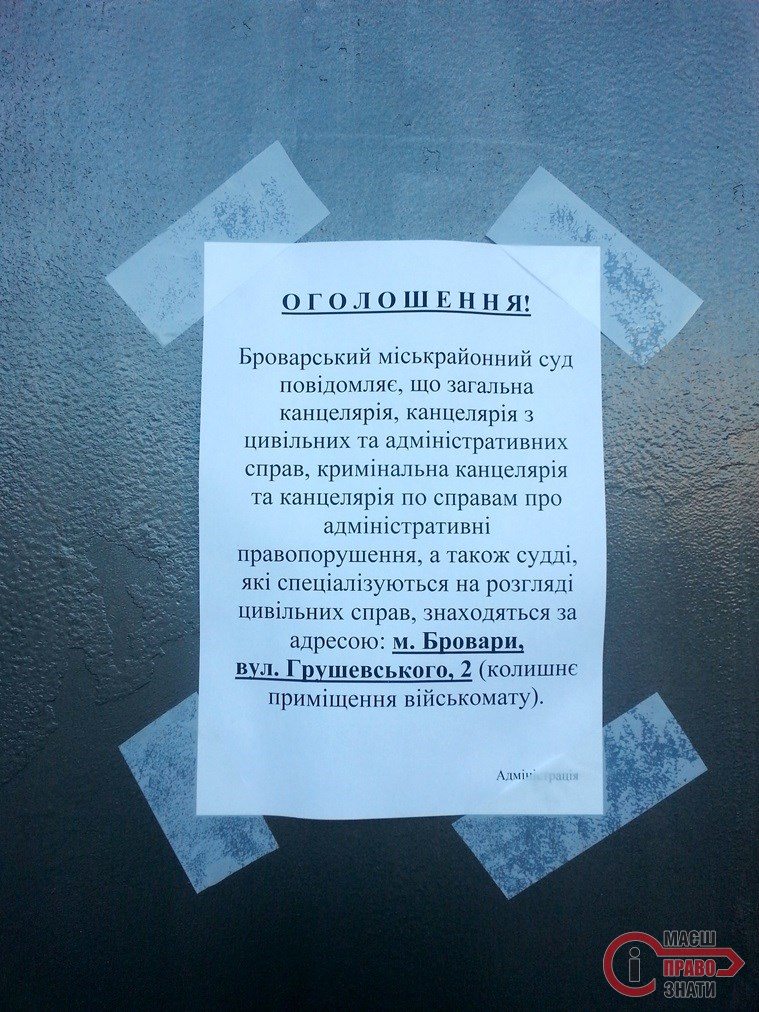 О Г О Л О Ш Е Н Н Я!
Броварський міськрайонний суд
повідомляє, що загальна
канцелярія, канцелярія з
цивільних та адміністративних
справ, кримінальна канцелярія
та канцелярія по справам про
адміністративні
правопорушення, а також судді,
які спеціалізуються на розгляді
цивільних справ, знаходяться за
адресою: м. Бровари,
вул. Грушевського, 2 (колишнє
приміщення військомату).
Адміністрація
МАЄШ
ПРАВО
ЗНАТИ